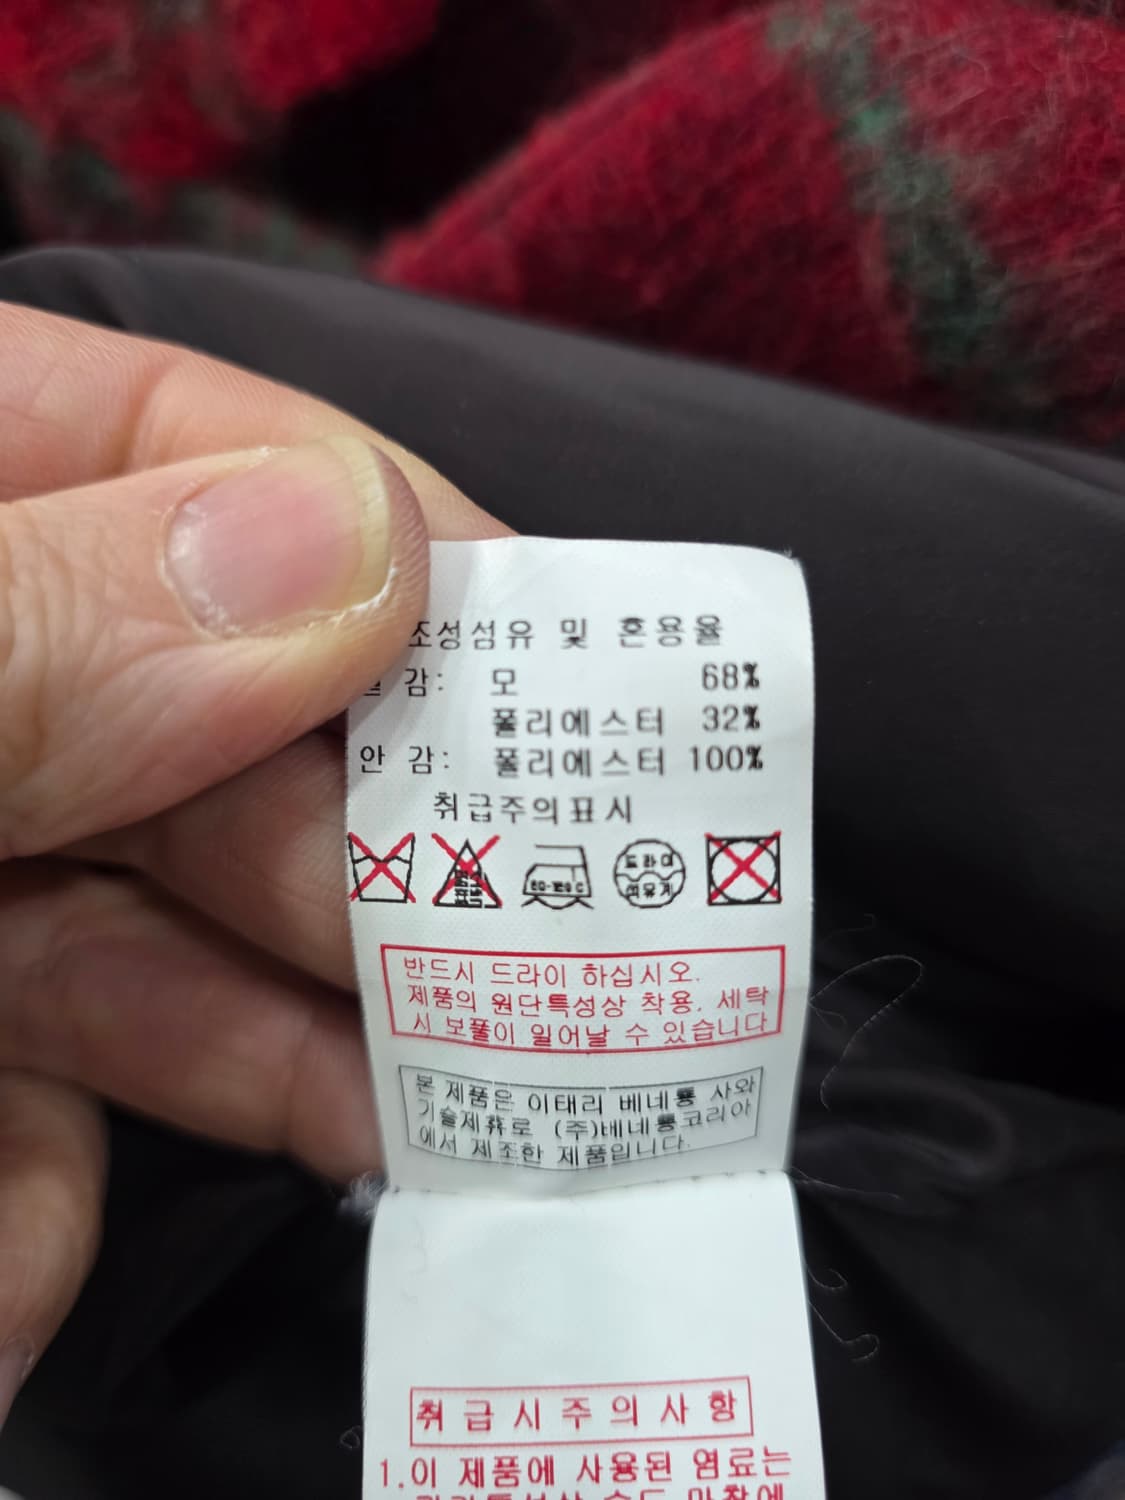 조성섬유 및 혼용율
감: 모 68%
폴리에스터 32%
안 감: 폴리에스터 100%
취급주의표시
드라이
석유계
반드시 드라이 하십시오.
제품의 원단특성상 착용. 세탁
시 보풀이 일어날 수 있습니다
본 제품은 이태리 베네통 사와
기술제휴로 (주)베네통코리아
에서 제조한 제품입니다.
취급시주의사항
1.이 제품에 사용된 염료는